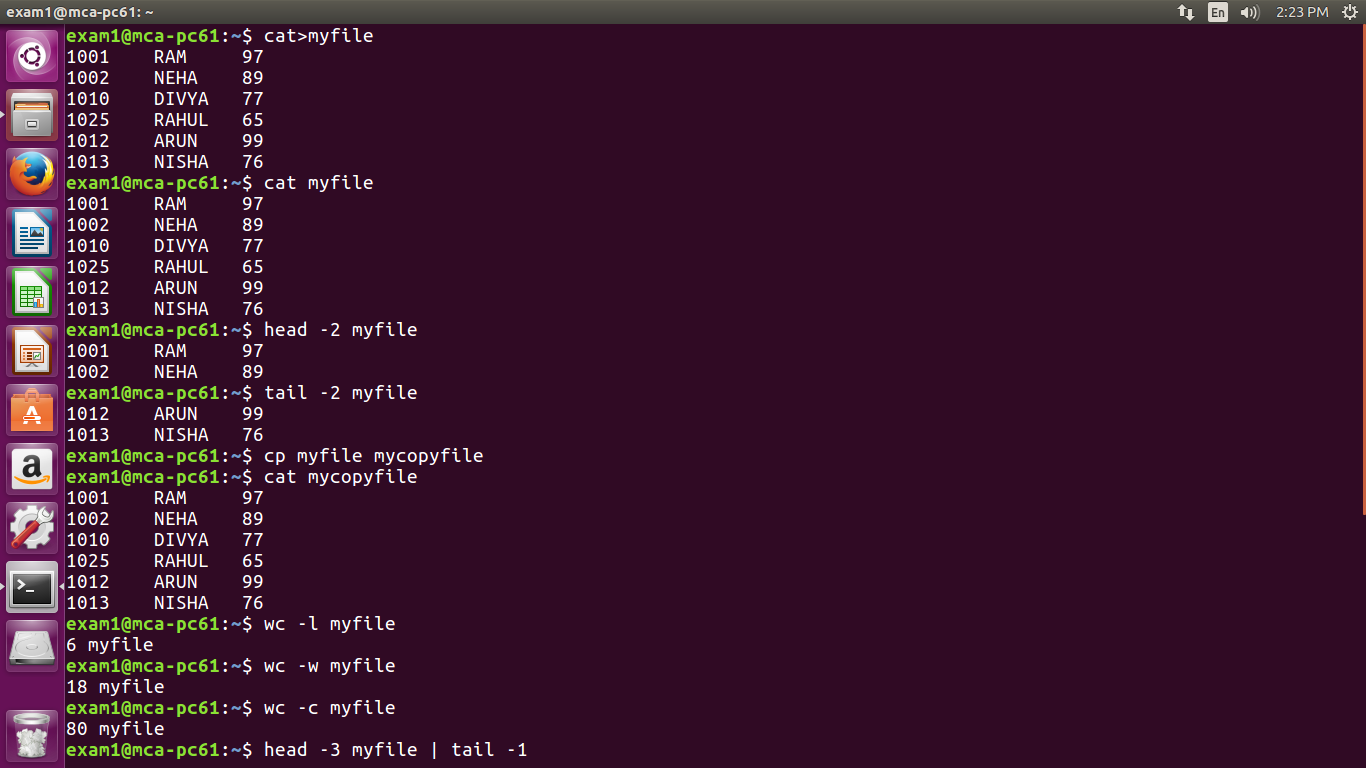 exam1@mca-pc61: ~
En
2:23 PM
exam1@mca-pc61:~$ cat>myfile
1001    RAM     97
1002    NEHA    89
1010    DIVYA   77
1025    RAHUL   65
1012    ARUN    99
1013    NISHA   76
exam1@mca-pc61:~$ cat myfile
1001    RAM     97
1002    NEHA    89
1010    DIVYA   77
1025    RAHUL   65
1012    ARUN    99
1013    NISHA   76
exam1@mca-pc61:~$ head -2 myfile
1001    RAM     97
1002    NEHA    89
exam1@mca-pc61:~$ tail -2 myfile
1012    ARUN    99
1013    NISHA   76
exam1@mca-pc61:~$ cp myfile mycopyfile
exam1@mca-pc61:~$ cat mycopyfile
1001    RAM     97
1002    NEHA    89
1010    DIVYA   77
1025    RAHUL   65
1012    ARUN    99
1013    NISHA   76
exam1@mca-pc61:~$ wc -l myfile
6 myfile
exam1@mca-pc61:~$ wc -w myfile
18 myfile
exam1@mca-pc61:~$ wc -c myfile
80 myfile
exam1@mca-pc61:~$ head -3 myfile | tail -1